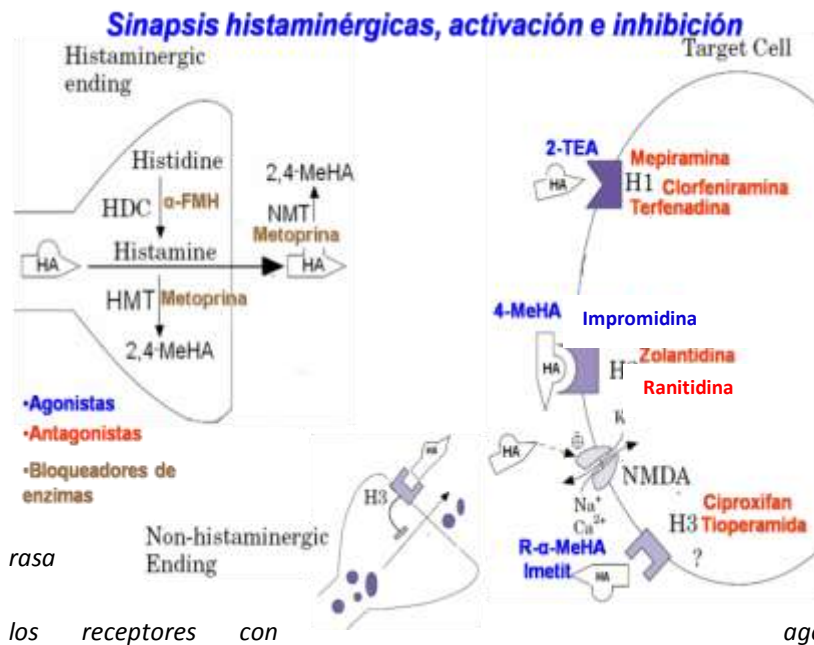 Sinapsis histaminérgicas, activación e inhibición
Histaminergic
ending
Histidine
HDC α-FMH
Histamine
HA
HMT Metoprina
2,4-MeHA
2,4-MeHA
NMT
Metoprina
HA
•Agonistas
•Antagonistas
•Bloqueadores de
enzimas
Non-histaminergic
Ending
H3
HA
Target Cell
2-TEA
HA
H1
Mepiramina
Clorfeniramina
Terfenadina
4-MeHA
Impromidina
HA
H
Zolantidina
Ranitidina
HA
K
NMDA
Na⁺
Ca²⁺
H3
Ciproxifan
Tioperamida
?
R-α-MeHA
Imetit
HA
rasa
los receptores con ago